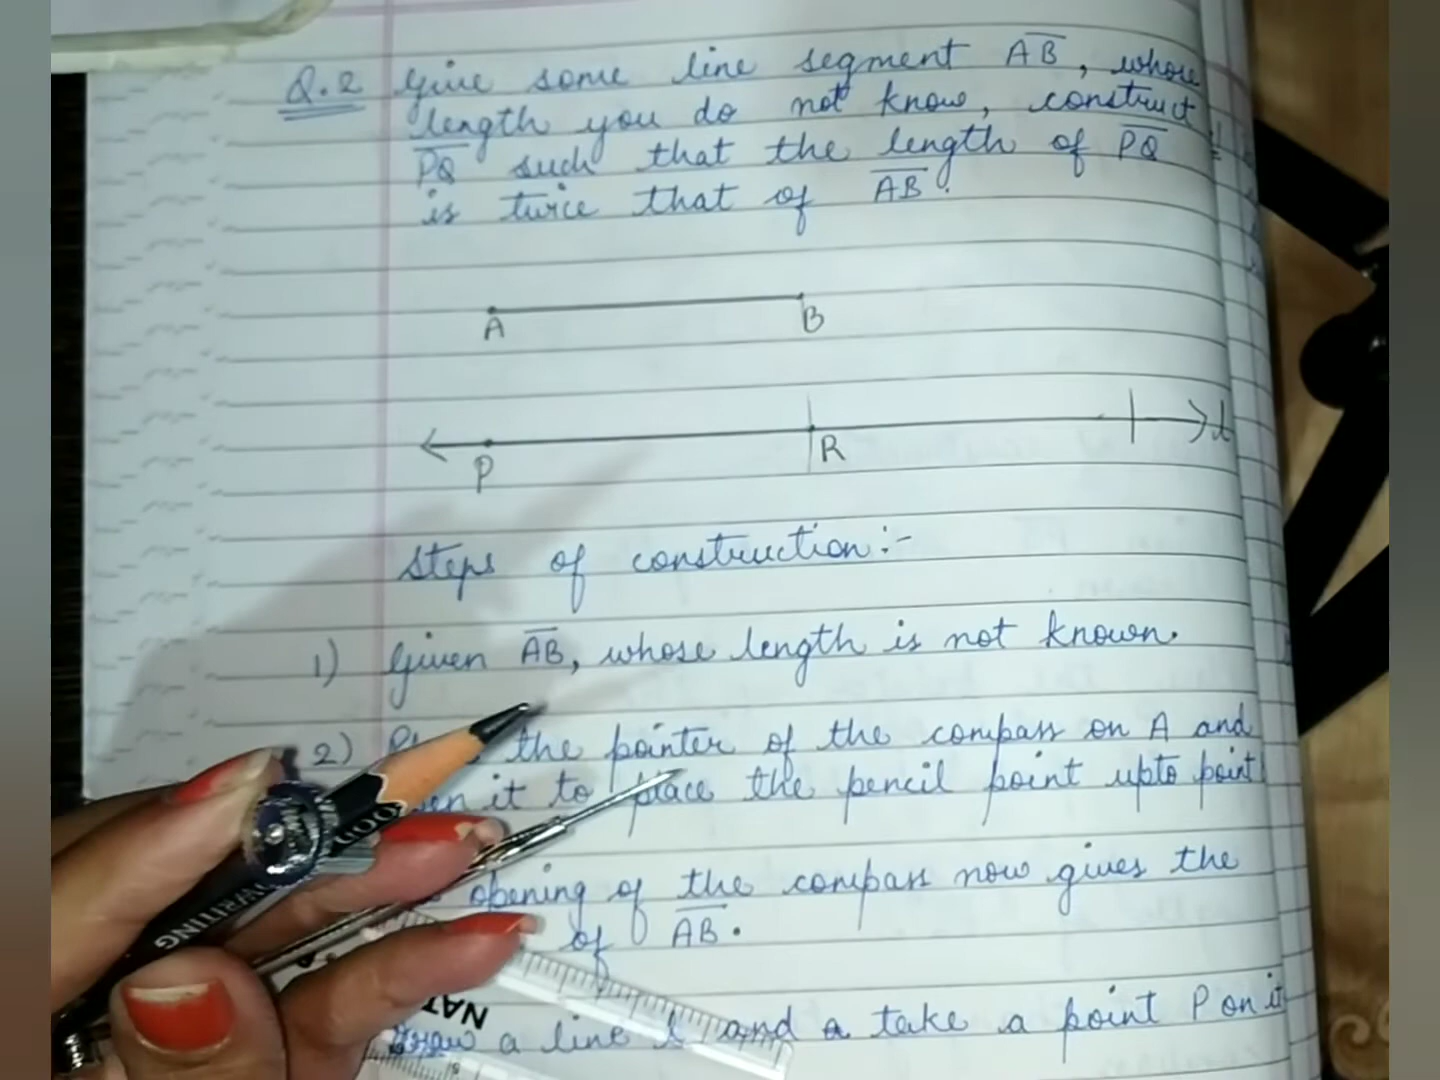 Q.2 Give some line segment AB, whose
length you do not know, construct
PQ such that the length of PQ
is twice that of AB.
A B
P R l
Steps of construction:-
1) Given AB, whose length is not known.
2) the pointer of the compass on A and
it to place the pencil point upto point
opening of the compass now gives the
of AB.
Draw a line l and a take a point P on it
WRITING